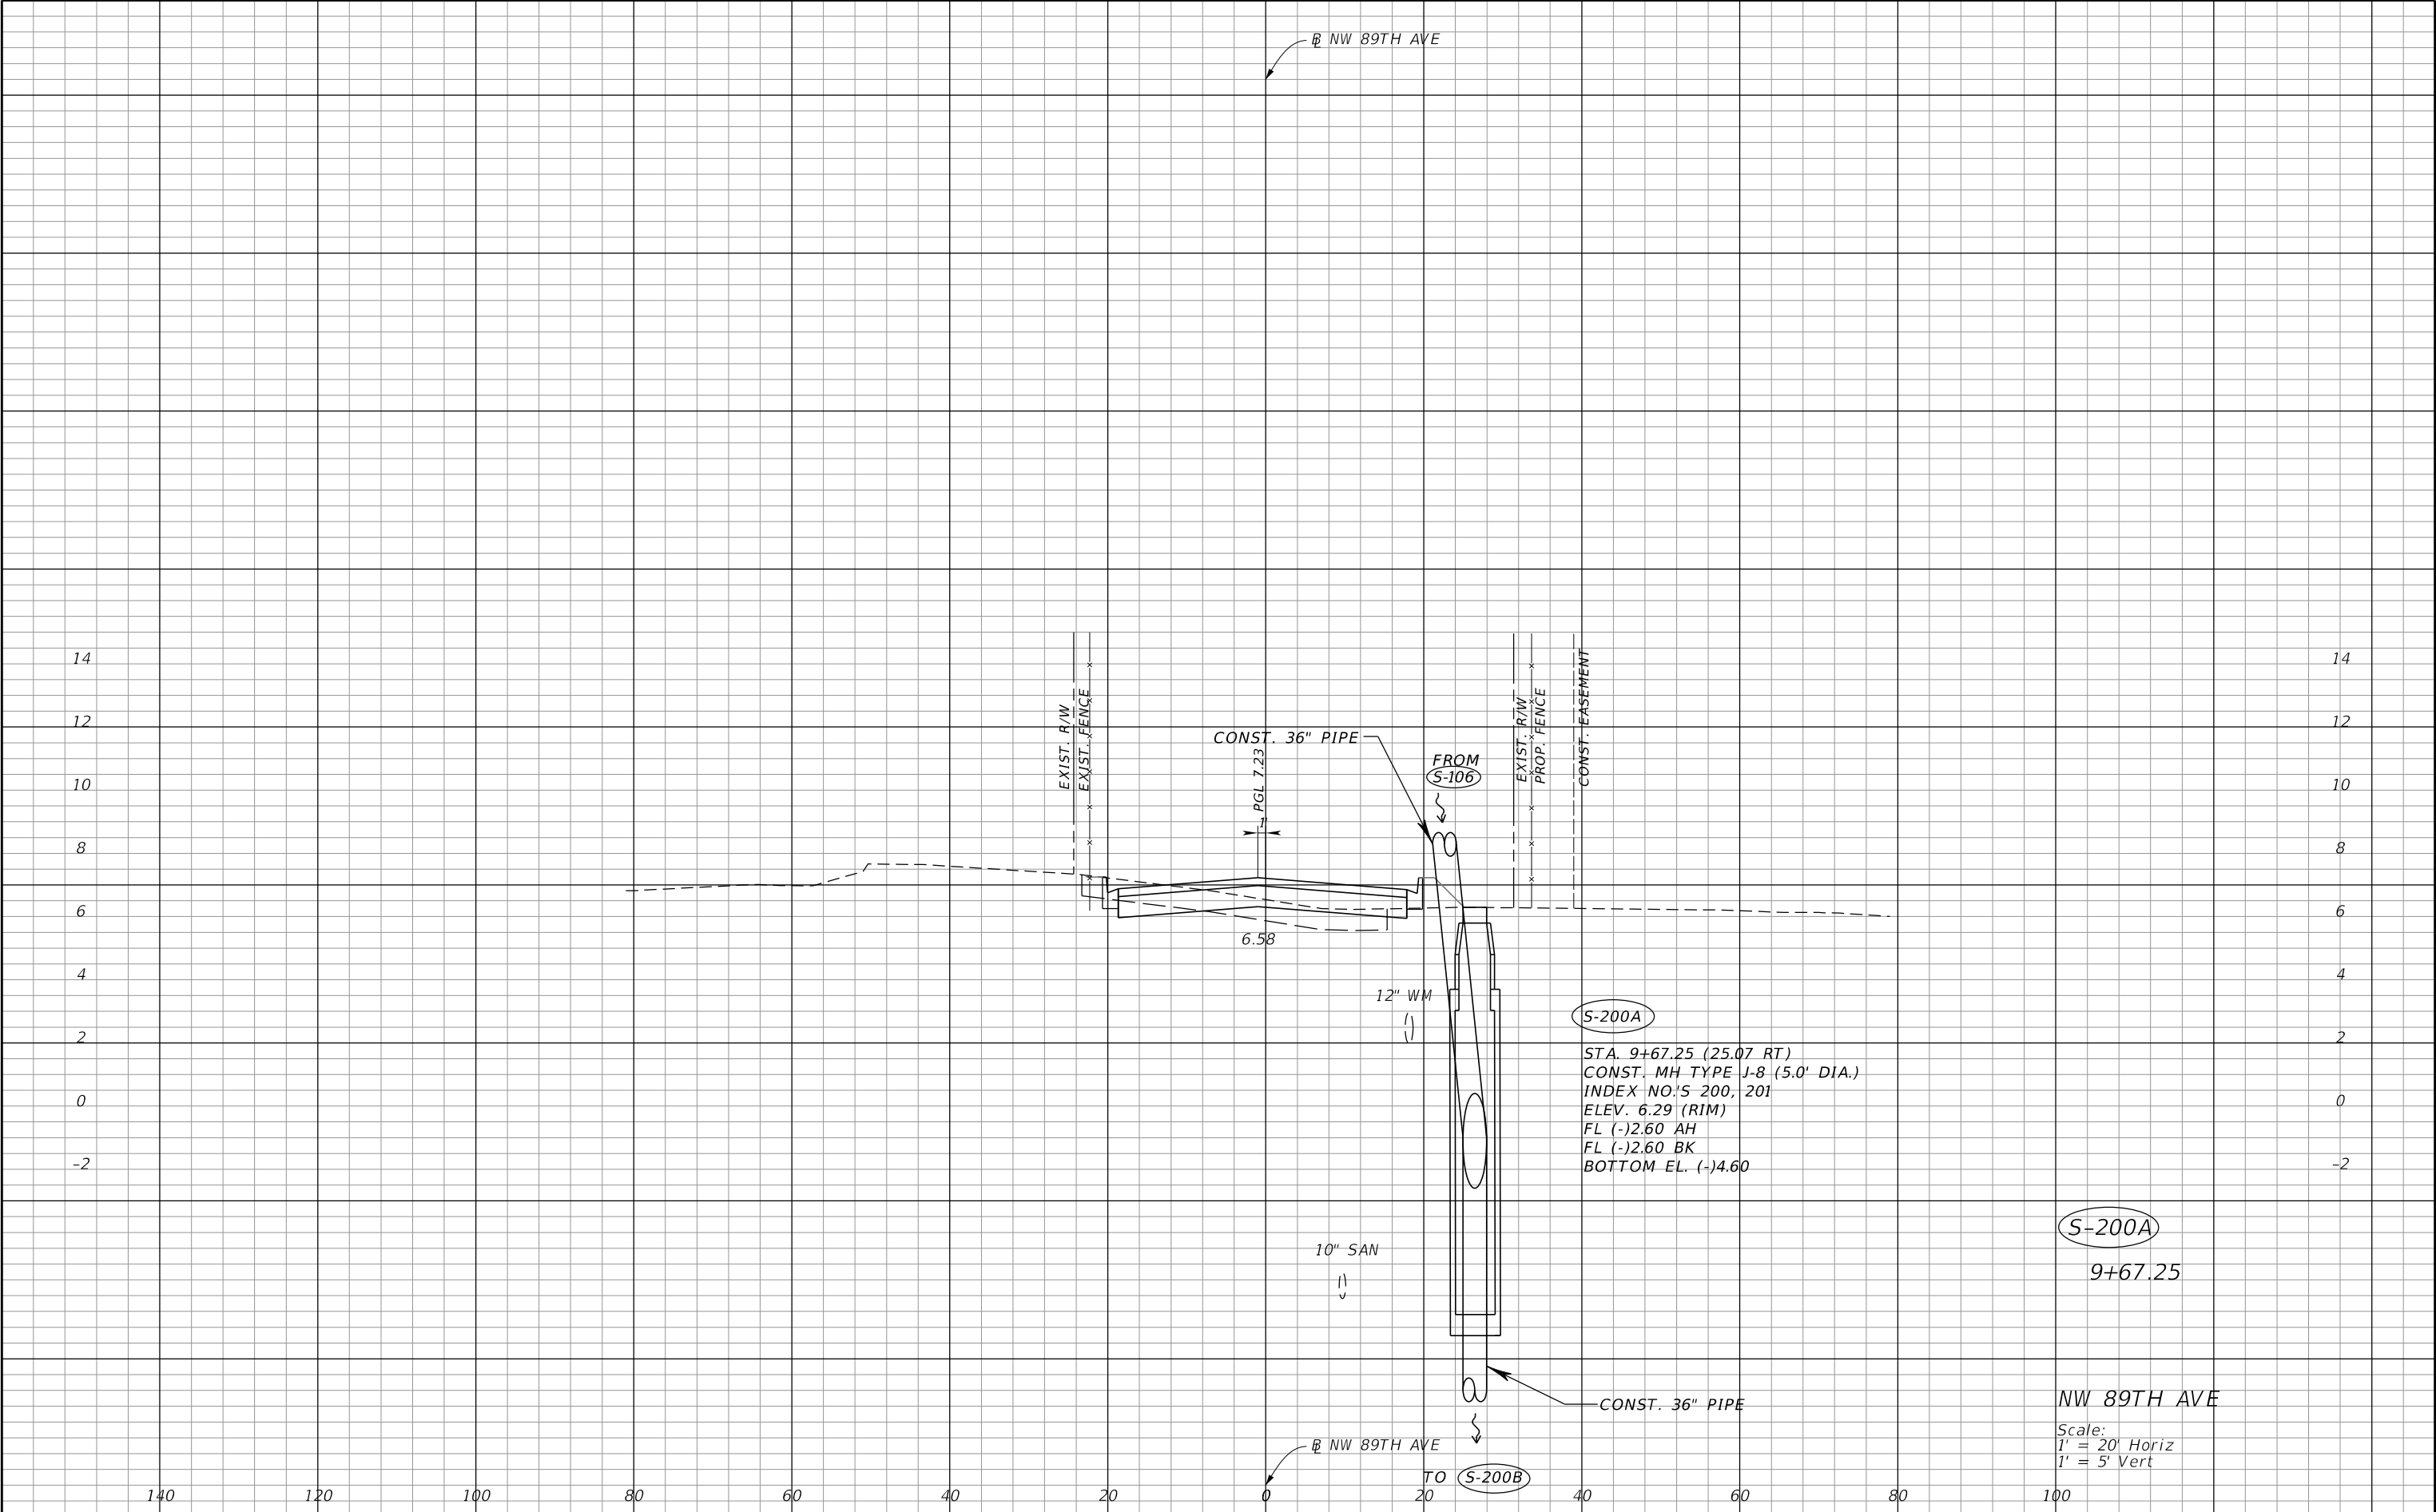 ℄ NW 89TH AVE
14
14
EXIST. R/W
EXIST. FENCE
EXIST. R/W
PROP. FENCE
CONST. EASEMENT
12
12
CONST. 36" PIPE
PGL 7.23
FROM
S-106
10
10
1'
8
8
6
6
6.58
4
4
12" WM
S-200A
2
2
STA. 9+67.25 (25.07 RT)
CONST. MH TYPE J-8 (5.0' DIA.)
INDEX NO.'S 200, 201
ELEV. 6.29 (RIM)
FL (-)2.60 AH
FL (-)2.60 BK
BOTTOM EL. (-)4.60
0
0
-2
-2
S-200A
10" SAN
9+67.25
CONST. 36" PIPE
NW 89TH AVE
Scale:
1' = 20' Horiz
1' = 5' Vert
℄ NW 89TH AVE
TO S-200B
140 120 100 80 60 40 20 0 20 40 60 80 100